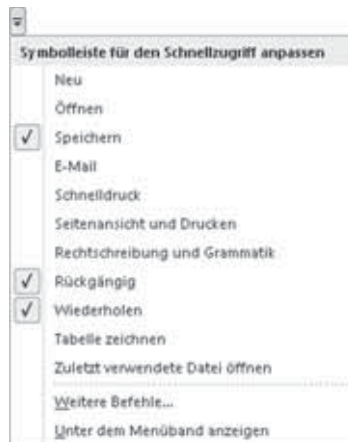 Symbolleiste für den Schnellzugriff anpassen
Neu
Öffnen
Speichern
E-Mail
Schnelldruck
Seitenansicht und Drucken
Rechtschreibung und Grammatik
Rückgängig
Wiederholen
Tabelle zeichnen
Zuletzt verwendete Datei öffnen
Weitere Befehle...
Unter dem Menüband anzeigen